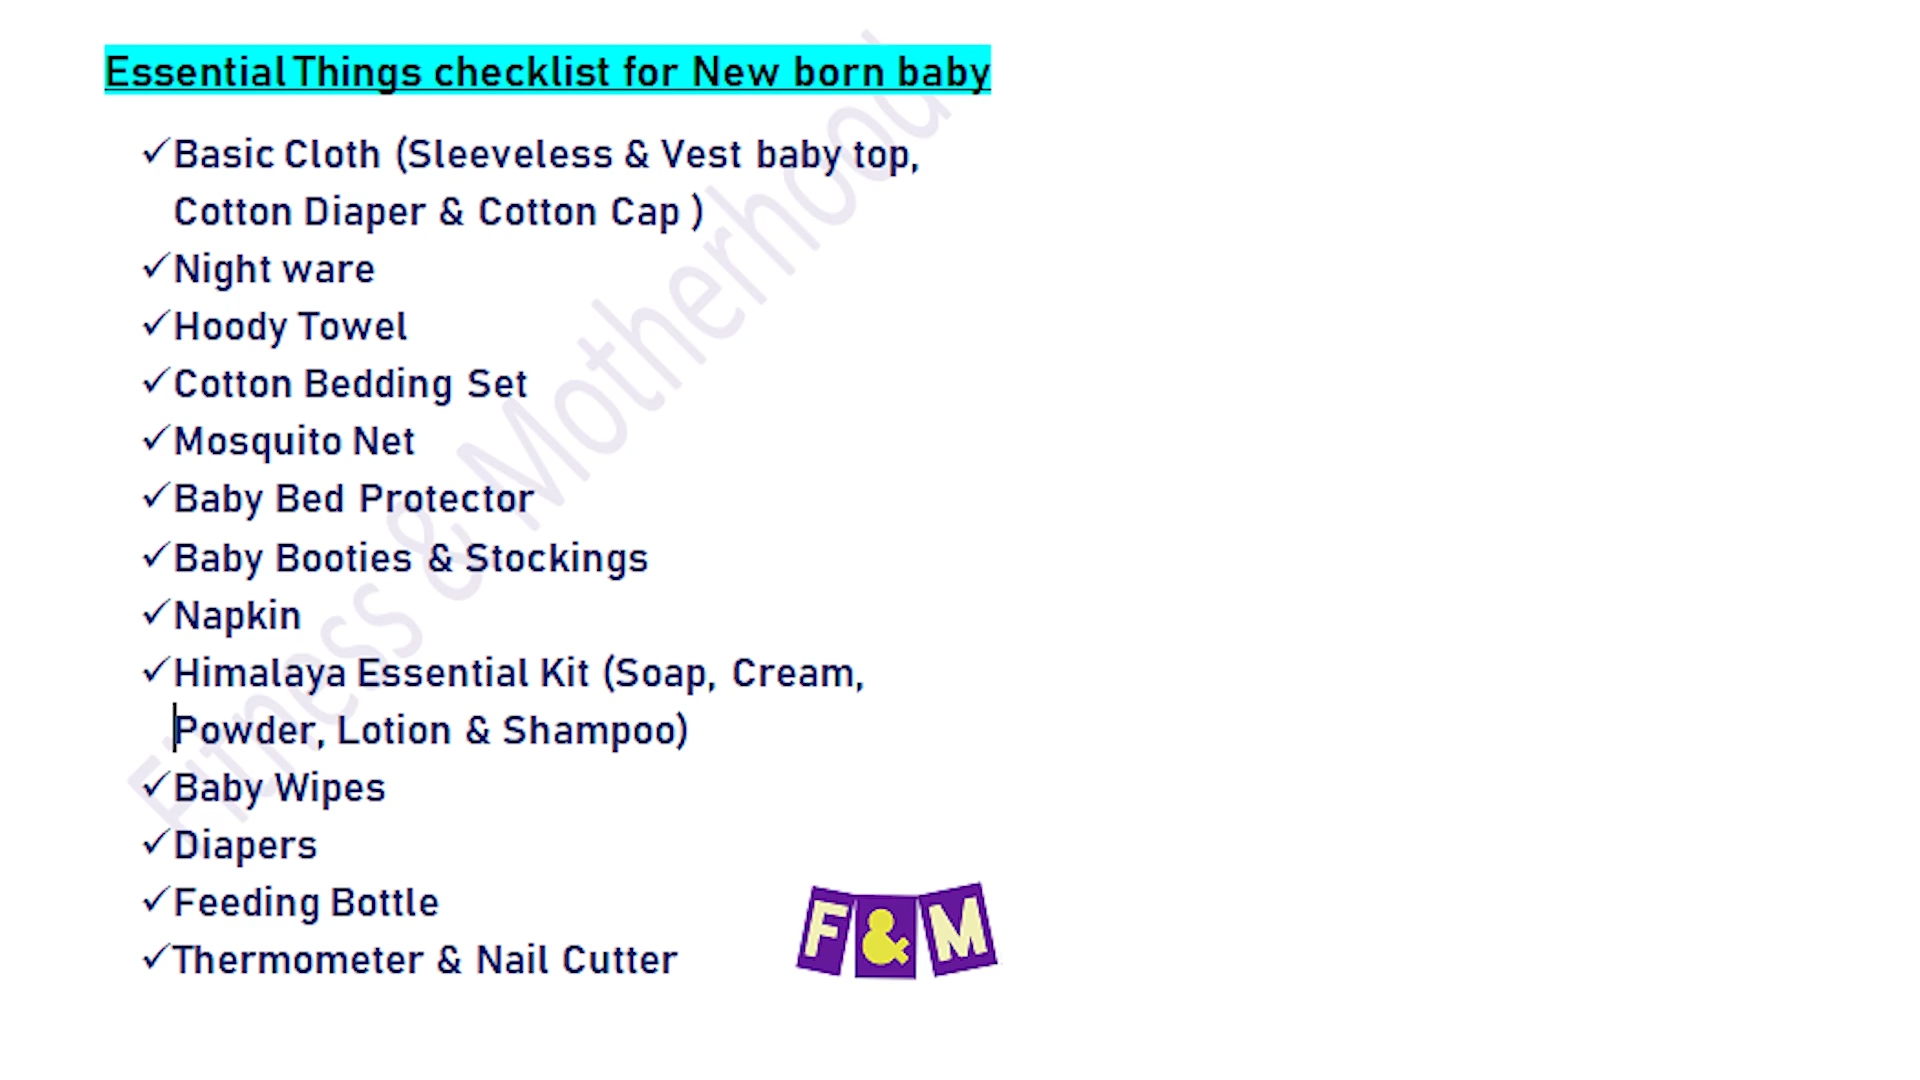 Essential Things checklist for New born baby
✓Basic Cloth (Sleeveless & Vest baby top,
Cotton Diaper & Cotton Cap )
✓Night ware
✓Hoody Towel
✓Cotton Bedding Set
✓Mosquito Net
✓Baby Bed Protector
✓Baby Booties & Stockings
✓Napkin
✓Himalaya Essential Kit (Soap, Cream,
Powder, Lotion & Shampoo)
✓Baby Wipes
✓Diapers
✓Feeding Bottle
✓Thermometer & Nail Cutter
F&M
Fitness & Motherhood